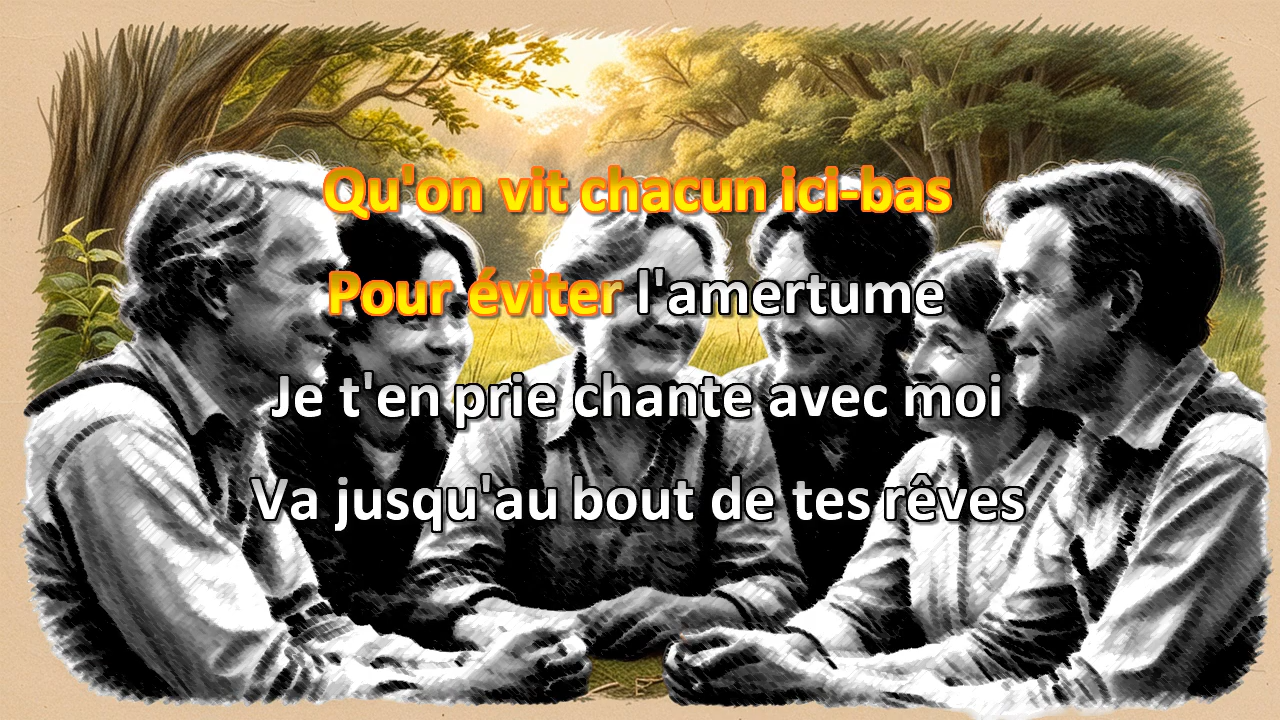 Qu'on vit chacun ici-bas
Pour éviter l'amertume
Je t'en prie chante avec moi
Va jusqu'au bout de tes rêves